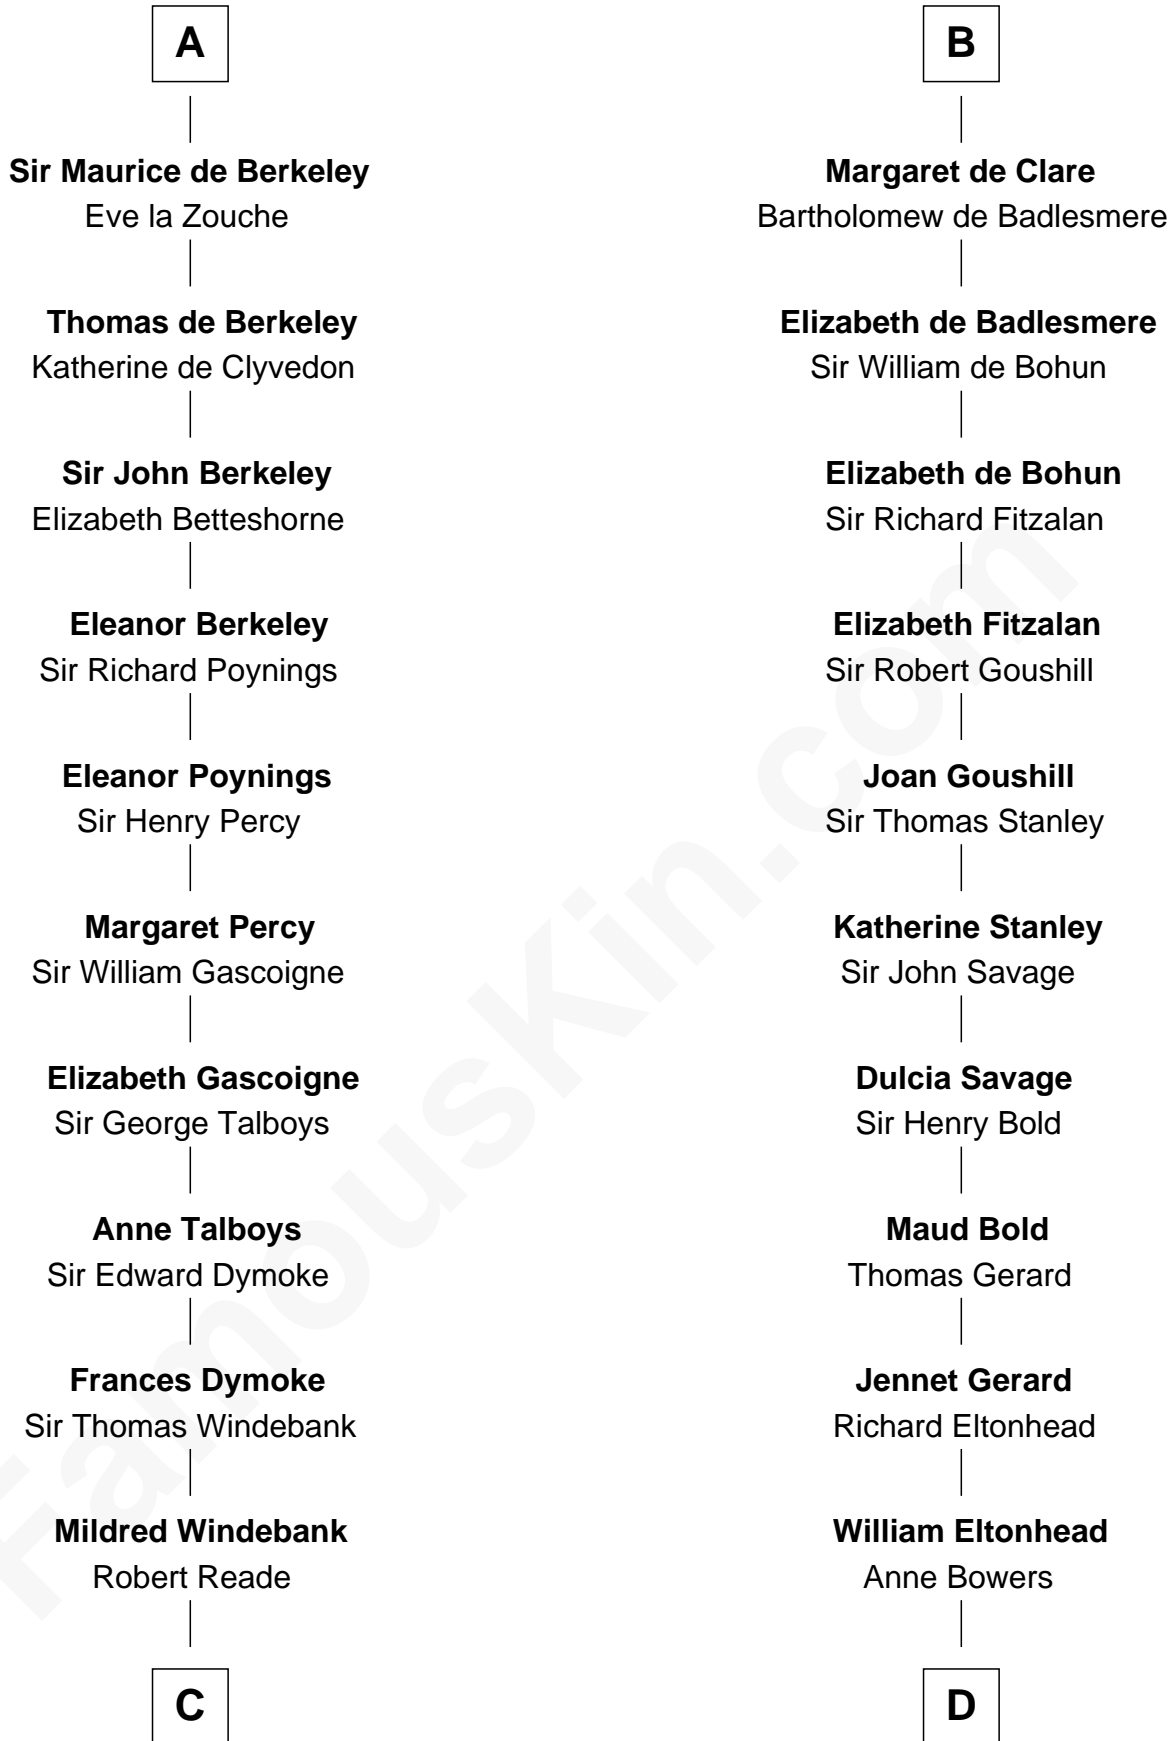 A
Sir Maurice de Berkeley
Eve la Zouche
Thomas de Berkeley
Katherine de Clyvedon
Sir John Berkeley
Elizabeth Betteshorne
Eleanor Berkeley
Sir Richard Poynings
Eleanor Poynings
Sir Henry Percy
Margaret Percy
Sir William Gascoigne
Elizabeth Gascoigne
Sir George Talboys
Anne Talboys
Sir Edward Dymoke
Frances Dymoke
Sir Thomas Windebank
Mildred Windebank
Robert Reade
C
B
Margaret de Clare
Bartholomew de Badlesmere
Elizabeth de Badlesmere
Sir William de Bohun
Elizabeth de Bohun
Sir Richard Fitzalan
Elizabeth Fitzalan
Sir Robert Goushill
Joan Goushill
Sir Thomas Stanley
Katherine Stanley
Sir John Savage
Dulcia Savage
Sir Henry Bold
Maud Bold
Thomas Gerard
Jennet Gerard
Richard Eltonhead
William Eltonhead
Anne Bowers
D
FamousKin.com